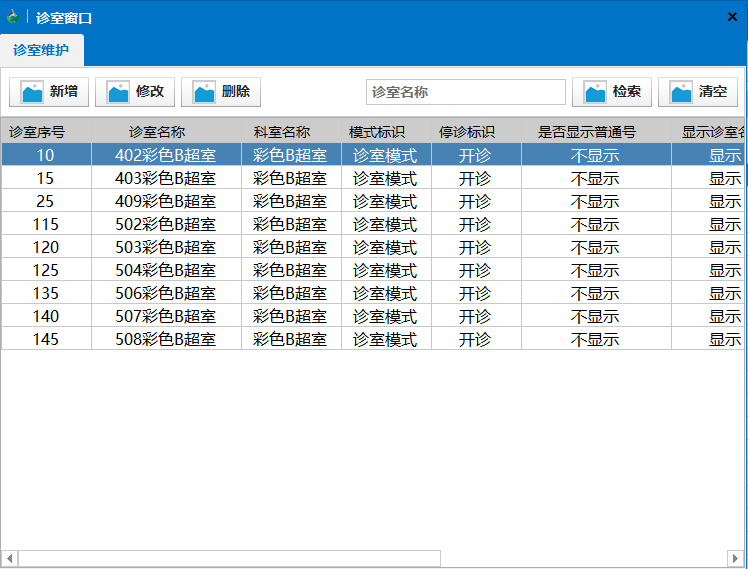 诊室窗口
诊室维护
新增 修改 删除 诊室名称 检索 清空
诊室序号 诊室名称 科室名称 模式标识 停诊标识 是否显示普通号 显示诊室名
10 402彩色B超室 彩色B超室 诊室模式 开诊 不显示 显示
15 403彩色B超室 彩色B超室 诊室模式 开诊 不显示 显示
25 409彩色B超室 彩色B超室 诊室模式 开诊 不显示 显示
115 502彩色B超室 彩色B超室 诊室模式 开诊 不显示 显示
120 503彩色B超室 彩色B超室 诊室模式 开诊 不显示 显示
125 504彩色B超室 彩色B超室 诊室模式 开诊 不显示 显示
135 506彩色B超室 彩色B超室 诊室模式 开诊 不显示 显示
140 507彩色B超室 彩色B超室 诊室模式 开诊 不显示 显示
145 508彩色B超室 彩色B超室 诊室模式 开诊 不显示 显示